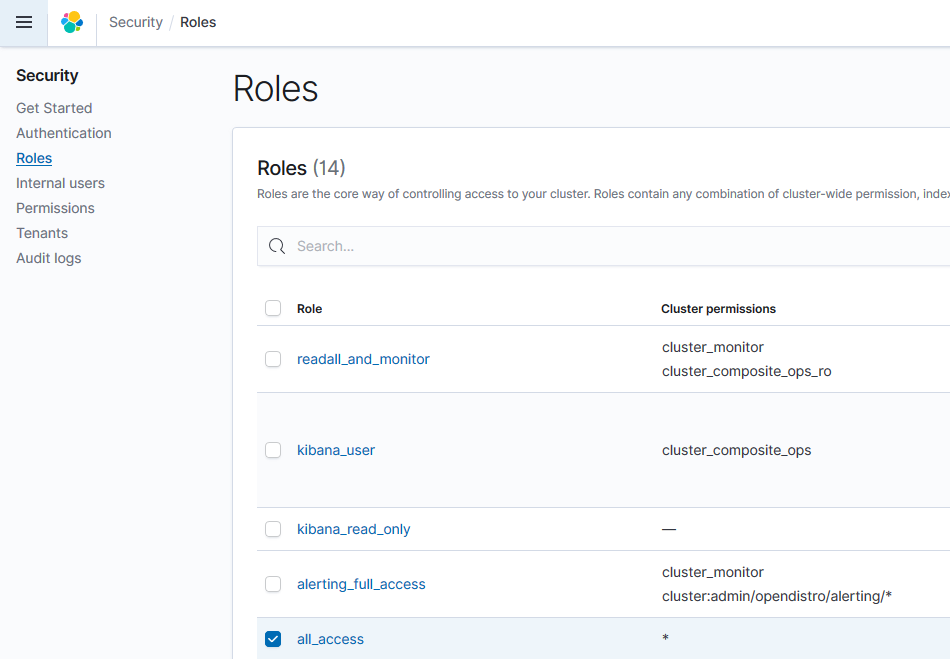 Security / Roles
Security
Get Started
Authentication
Roles
Internal users
Permissions
Tenants
Audit logs
Roles
Roles (14)
Roles are the core way of controlling access to your cluster. Roles contain any combination of cluster-wide permission, index
Search...
Role Cluster permissions
readall_and_monitor cluster_monitor
cluster_composite_ops_ro
kibana_user cluster_composite_ops
kibana_read_only —
alerting_full_access cluster_monitor
cluster:admin/opendistro/alerting/*
all_access *